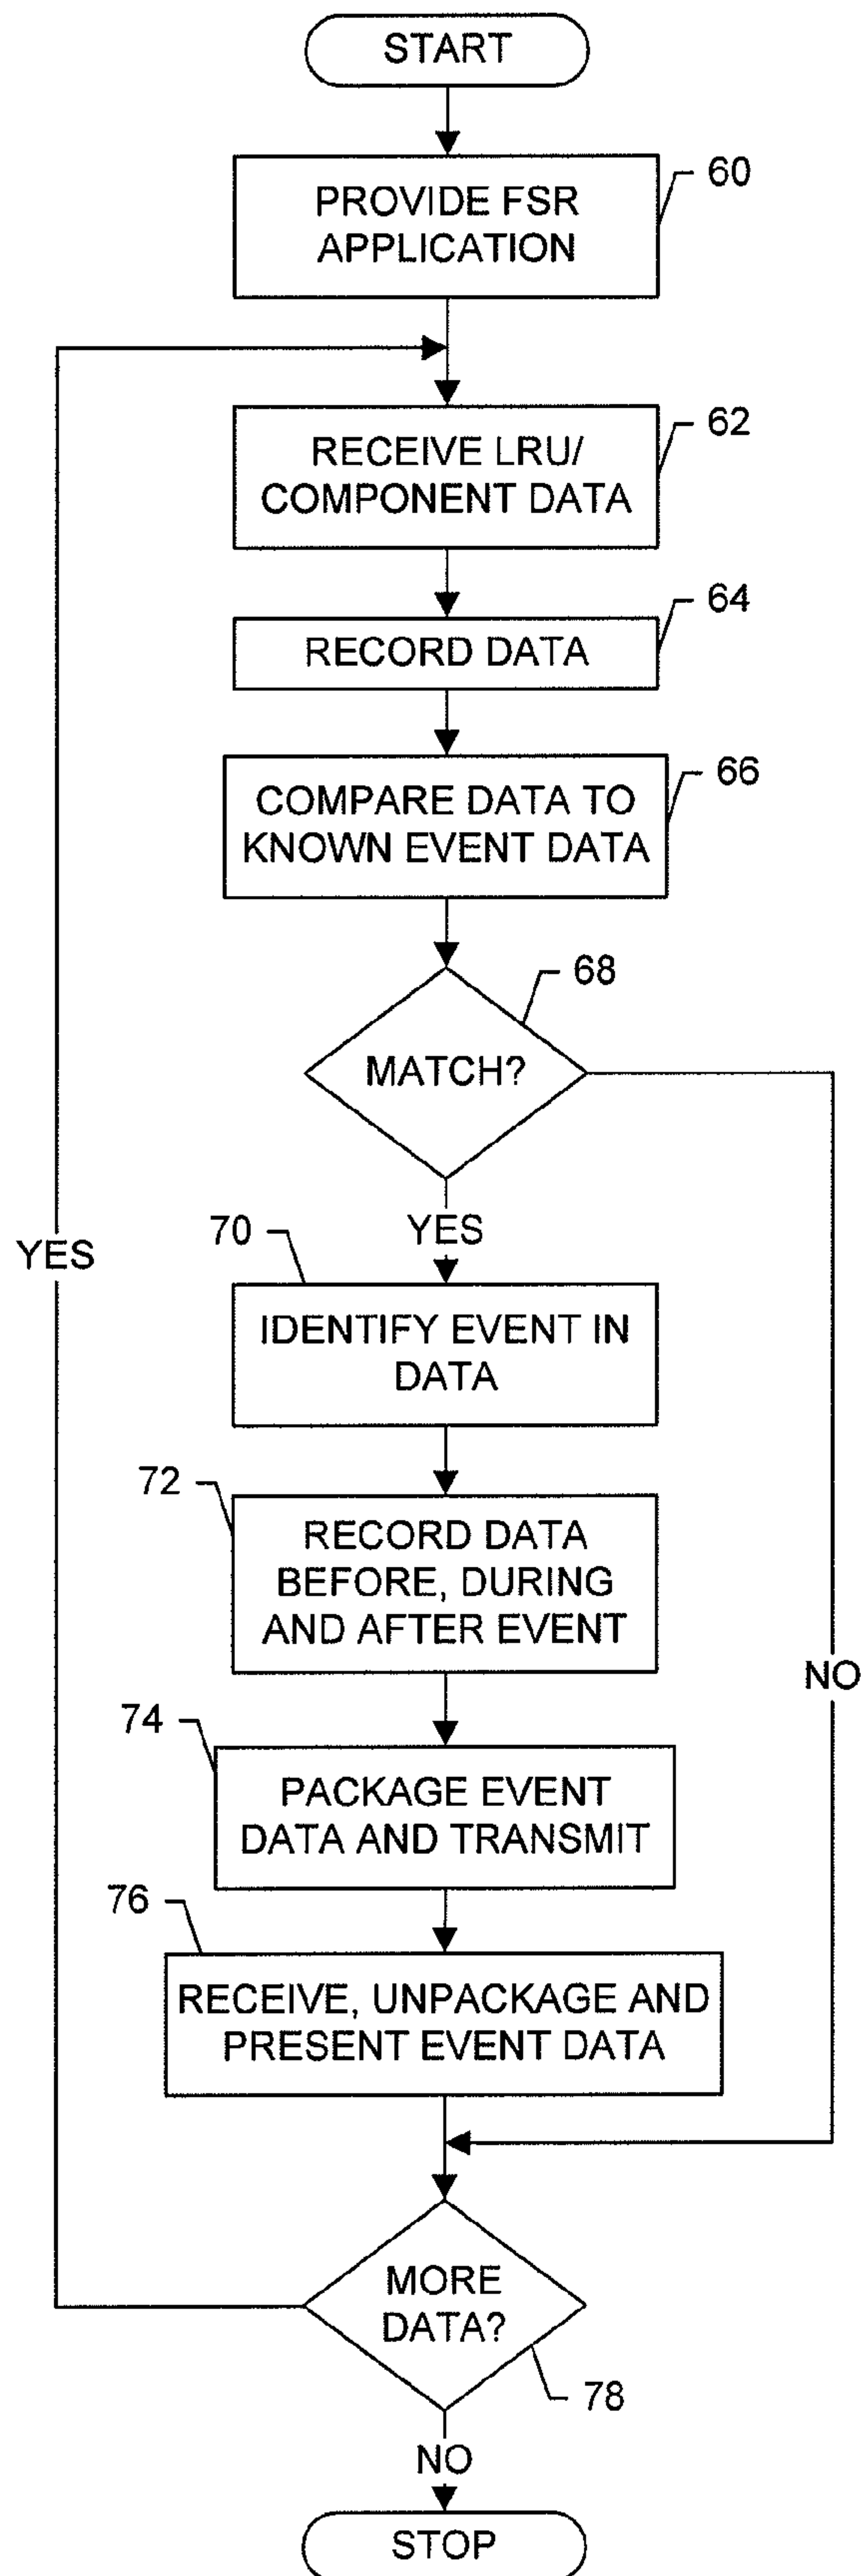 START
PROVIDE FSR
APPLICATION
60
RECEIVE LRU/
COMPONENT DATA
62
RECORD DATA
64
COMPARE DATA TO
KNOWN EVENT DATA
66
MATCH?
68
YES
NO
70
IDENTIFY EVENT IN
DATA
72
RECORD DATA
BEFORE, DURING
AND AFTER EVENT
74
PACKAGE EVENT
DATA AND TRANSMIT
76
RECEIVE, UNPACKAGE AND
PRESENT EVENT DATA
MORE
DATA?
78
YES
NO
STOP